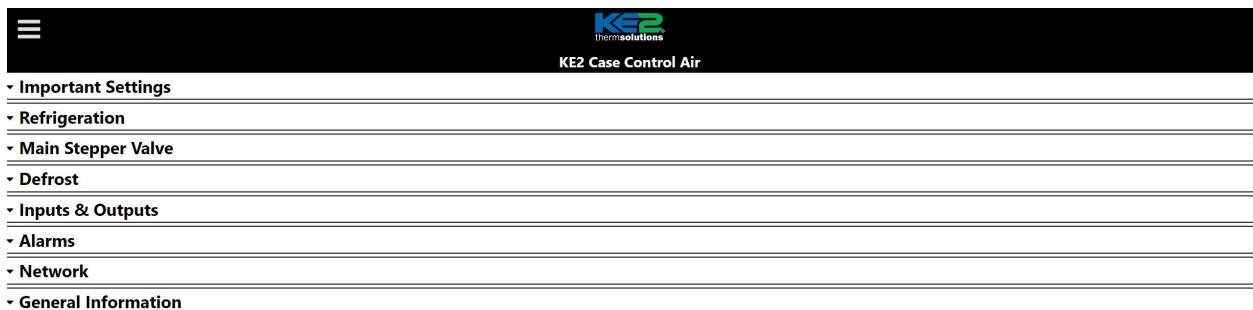 KE2
thermsolutions
KE2 Case Control Air
Important Settings
Refrigeration
Main Stepper Valve
Defrost
Inputs & Outputs
Alarms
Network
General Information